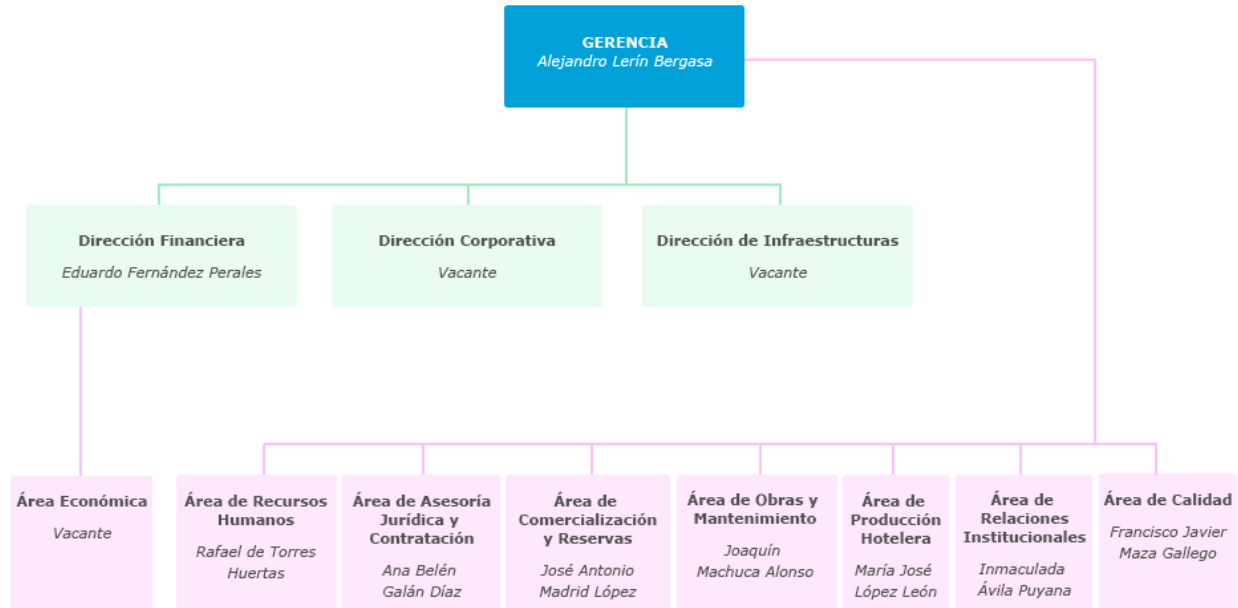 GERENCIA
Alejandro Lerín Bergasa
Dirección Financiera
Eduardo Fernández Perales
Dirección Corporativa
Vacante
Dirección de Infraestructuras
Vacante
Área Económica
Vacante
Área de Recursos
Humanos
Rafael de Torres
Huertas
Área de Asesoría
Jurídica y
Contratación
Ana Belén
Galán Díaz
Área de
Comercialización
y Reservas
José Antonio
Madrid López
Área de Obras y
Mantenimiento
Joaquín
Machuca Alonso
Área de
Producción
Hotelera
María José
López León
Área de
Relaciones
Institucionales
Inmaculada
Ávila Puyana
Área de Calidad
Francisco Javier
Maza Gallego